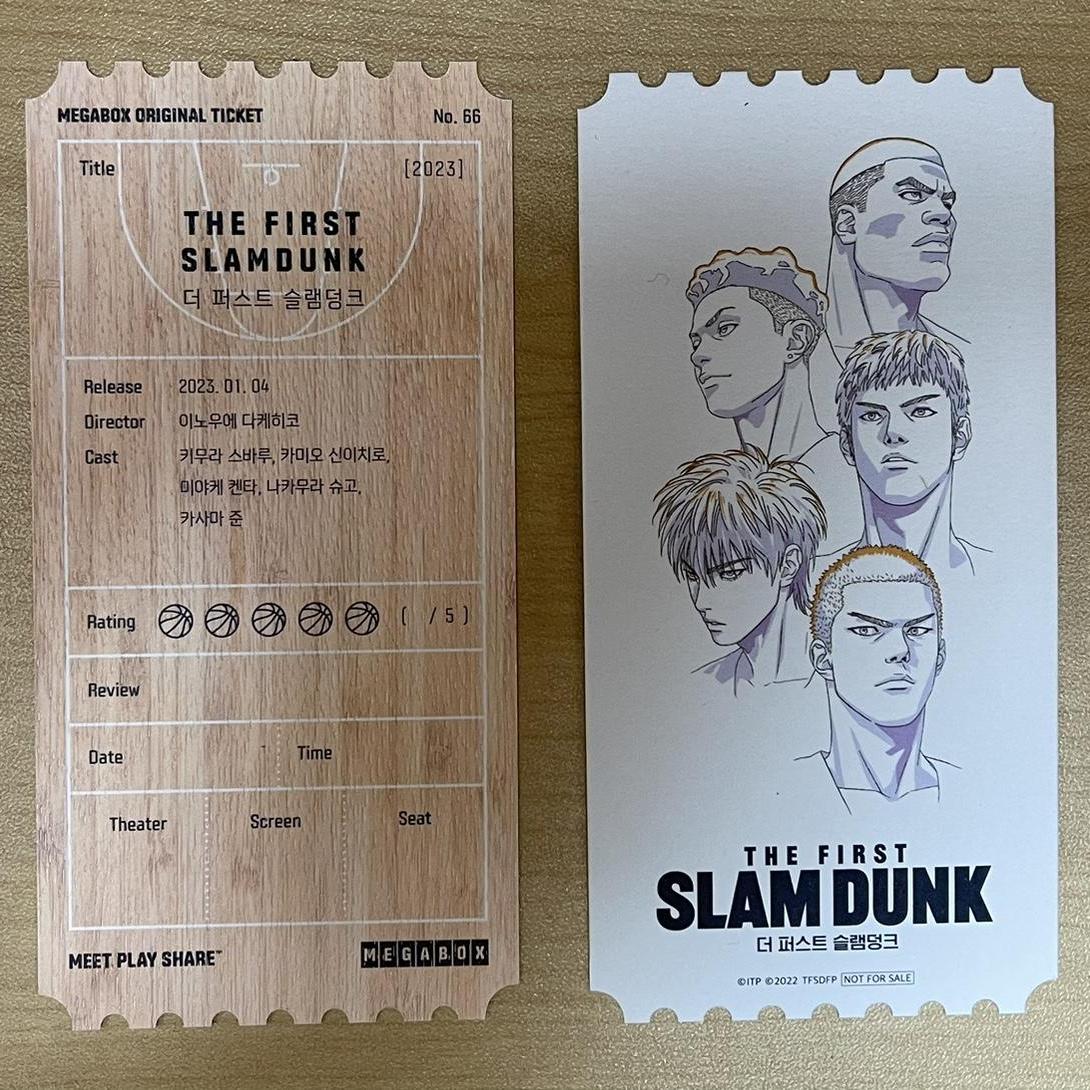 MEGABOX ORIGINAL TICKET No. 66
Title [2023]
THE FIRST
SLAMDUNK
더 퍼스트 슬램덩크
Release 2023. 01. 04
Director 이노우에 다케히코
Cast 키무라 스바루, 카미오 신이치로,
미야케 켄타, 나카무라 슈고,
카사마 준
Rating ( / 5 )
Review
Date Time
Theater Screen Seat
MEET PLAY SHARE™ MEGABOX
THE FIRST
SLAM DUNK
더 퍼스트 슬램덩크
©ITP ©2022 TFSDFP NOT FOR SALE